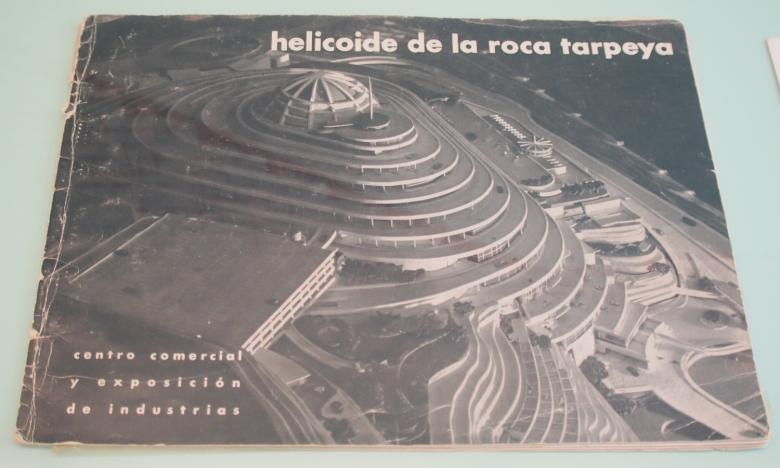 helicoide de la roca tarpeya
centro comercial
y exposición
de industrias